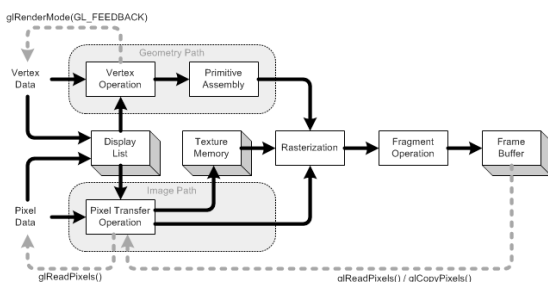 glRenderMode(GL_FEEDBACK)
Geometry Path
Vertex
Data
Vertex
Operation
Primitive
Assembly
Display
List
Texture
Memory
Rasterization
Fragment
Operation
Frame
Buffer
Image Path
Pixel
Data
Pixel Transfer
Operation
glReadPixels()
glReadPixels() / glCopyPixels()